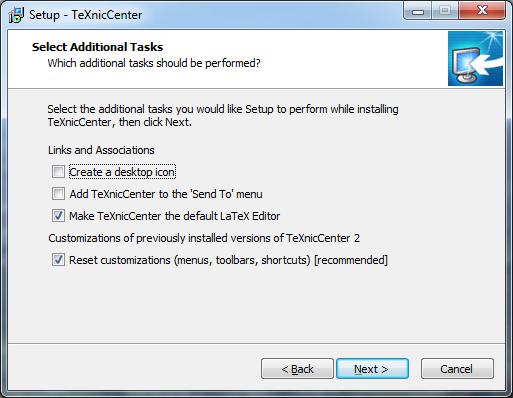 Setup - TeXnicCenter
Select Additional Tasks
Which additional tasks should be performed?
Select the additional tasks you would like Setup to perform while installing
TeXnicCenter, then click Next.
Links and Associations
Create a desktop icon
Add TeXnicCenter to the 'Send To' menu
Make TeXnicCenter the default LaTeX Editor
Customizations of previously installed versions of TeXnicCenter 2
Reset customizations (menus, toolbars, shortcuts) [recommended]
< Back
Next >
Cancel